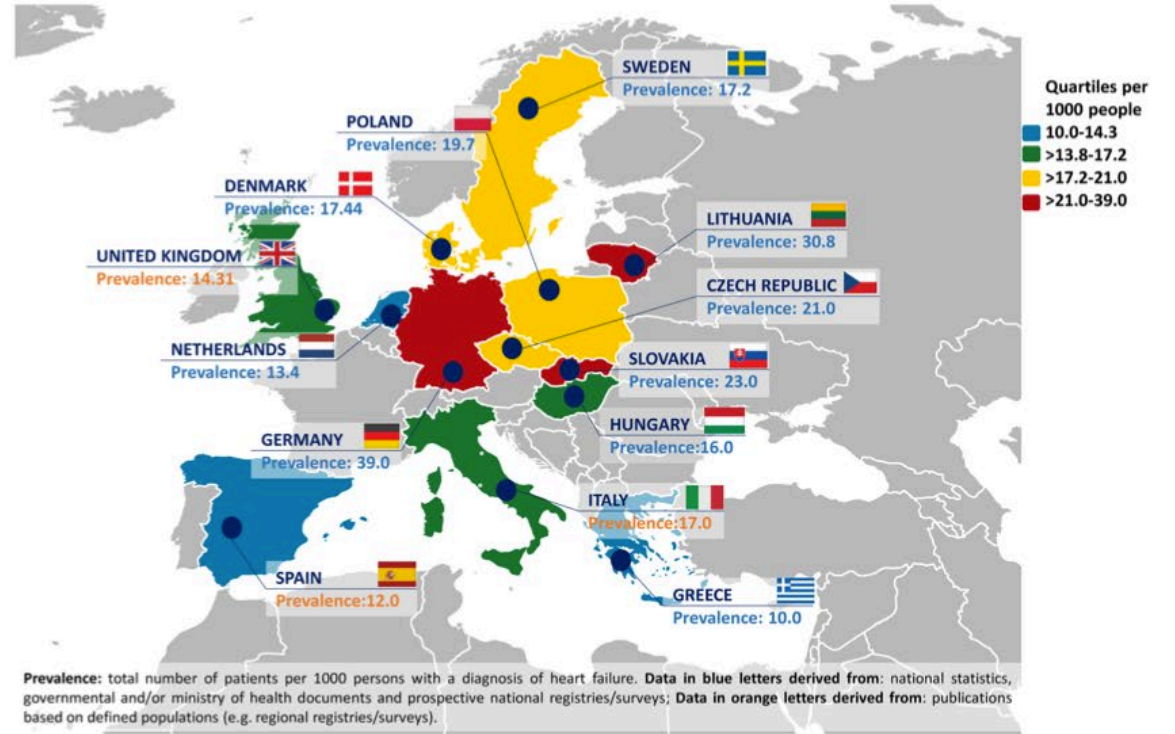 SWEDEN
Prevalence: 17.2
POLAND
Prevalence: 19.7
DENMARK
Prevalence: 17.44
UNITED KINGDOM
Prevalence: 14.31
NETHERLANDS
Prevalence: 13.4
GERMANY
Prevalence: 39.0
SPAIN
Prevalence:12.0
LITHUANIA
Prevalence: 30.8
CZECH REPUBLIC
Prevalence: 21.0
SLOVAKIA
Prevalence: 23.0
HUNGARY
Prevalence:16.0
ITALY
Prevalence:17.0
GREECE
Prevalence: 10.0
Quartiles per
1000 people
10.0-14.3
>13.8-17.2
>17.2-21.0
>21.0-39.0
Prevalence: total number of patients per 1000 persons with a diagnosis of heart failure. Data in blue letters derived from: national statistics,
governmental and/or ministry of health documents and prospective national registries/surveys; Data in orange letters derived from: publications
based on defined populations (e.g. regional registries/surveys).